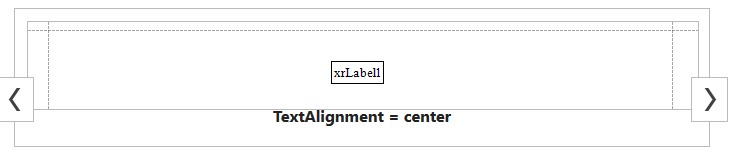 xrLabel1
TextAlignment = center